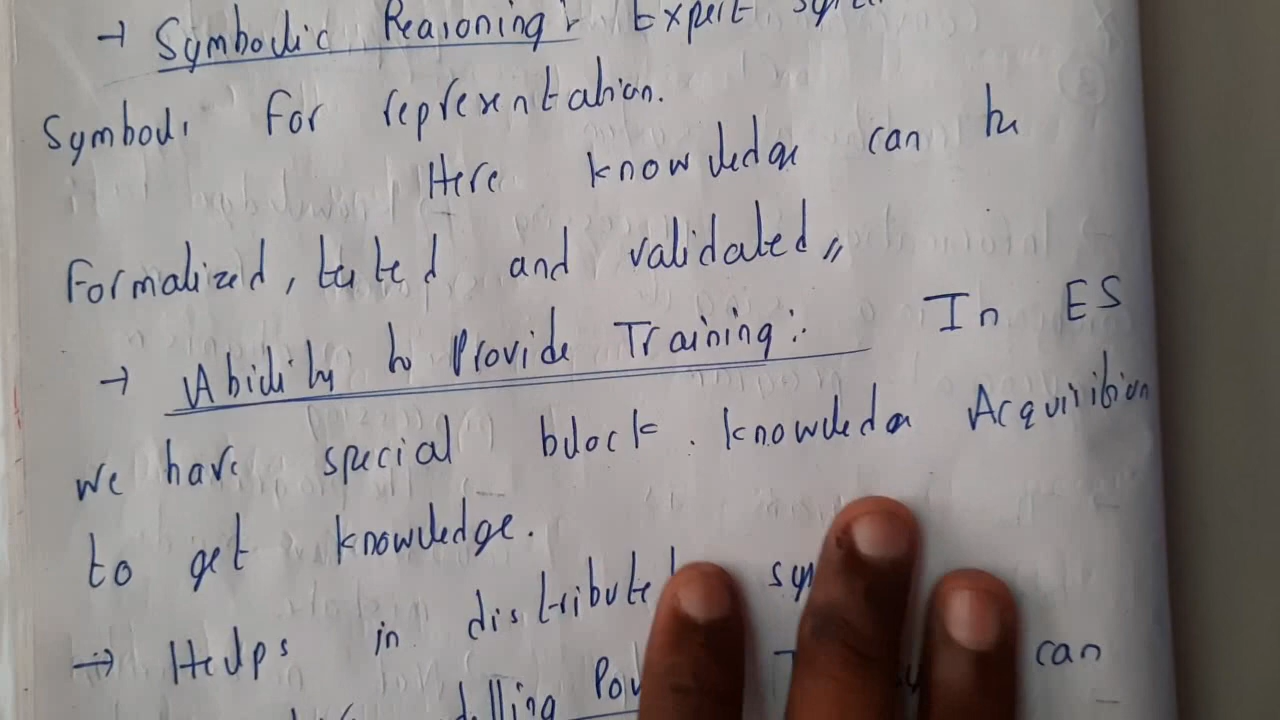 → Symbolic Reasoning :- Expert
Symbols For representation.
Here knowledge can be
Formalized, tested and validated,,
→ Ability to Provide Training :- In ES
we have special block. knowledge Acquisition
to get knowledge.
→ Helps in distributed
can